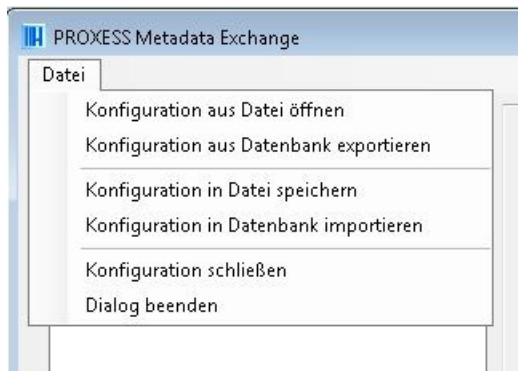 PROXESS Metadata Exchange
Datei
Konfiguration aus Datei öffnen
Konfiguration aus Datenbank exportieren
Konfiguration in Datei speichern
Konfiguration in Datenbank importieren
Konfiguration schließen
Dialog beenden